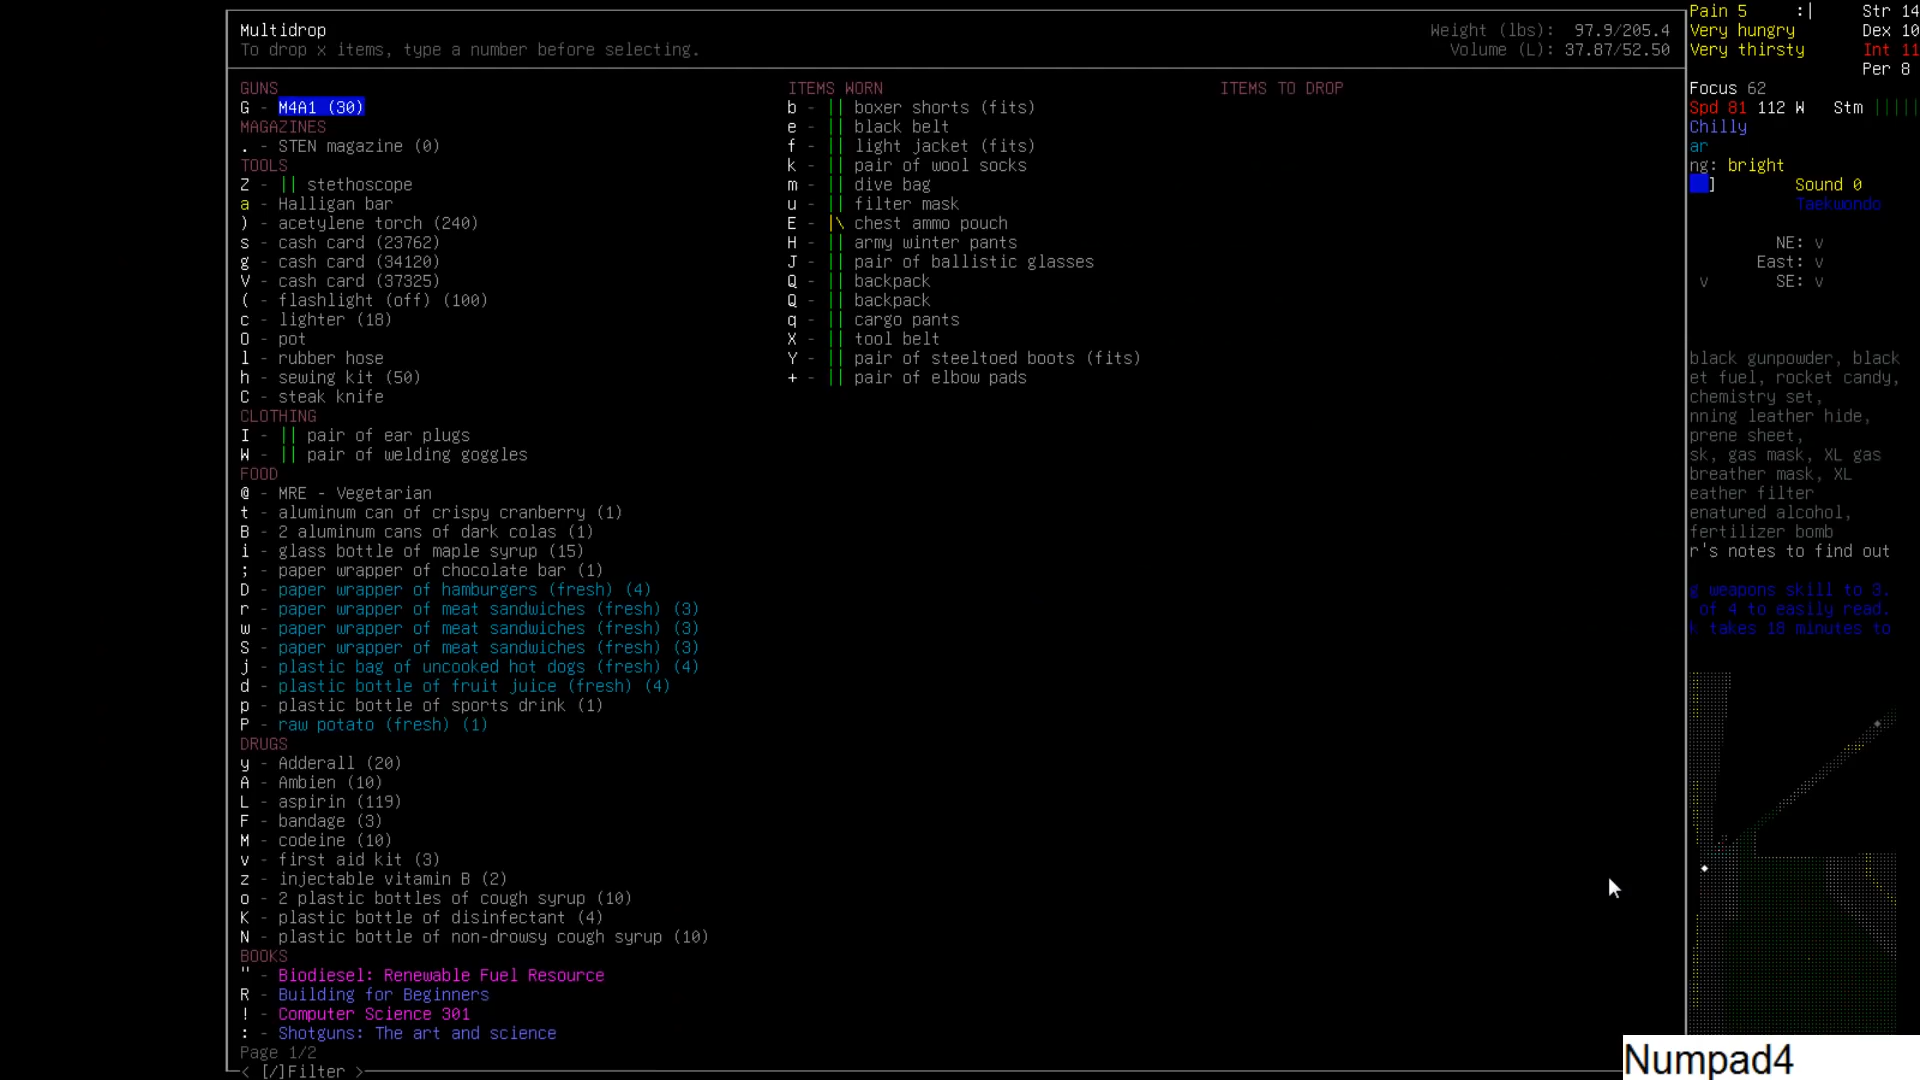 Multidrop
To drop x items, type a number before selecting.
Weight (lbs): 97.9/205.4
Volume (L): 37.87/52.50
GUNS
G - M4A1 (30)
MAGAZINES
. - STEN magazine (0)
TOOLS
Z - || stethoscope
a - Halligan bar
) - acetylene torch (240)
s - cash card (23762)
g - cash card (34120)
V - cash card (37325)
( - flashlight (off) (100)
c - lighter (18)
O - pot
l - rubber hose
h - sewing kit (50)
C - steak knife
CLOTHING
I - || pair of ear plugs
W - || pair of welding goggles
FOOD
@ - MRE - Vegetarian
t - aluminum can of crispy cranberry (1)
B - 2 aluminum cans of dark colas (1)
i - glass bottle of maple syrup (15)
; - paper wrapper of chocolate bar (1)
D - paper wrapper of hamburgers (fresh) (4)
r - paper wrapper of meat sandwiches (fresh) (3)
w - paper wrapper of meat sandwiches (fresh) (3)
S - paper wrapper of meat sandwiches (fresh) (3)
j - plastic bag of uncooked hot dogs (fresh) (4)
d - plastic bottle of fruit juice (fresh) (4)
p - plastic bottle of sports drink (1)
P - raw potato (fresh) (1)
DRUGS
y - Adderall (20)
A - Ambien (10)
L - aspirin (119)
F - bandage (3)
M - codeine (10)
v - first aid kit (3)
z - injectable vitamin B (2)
o - 2 plastic bottles of cough syrup (10)
K - plastic bottle of disinfectant (4)
N - plastic bottle of non-drowsy cough syrup (10)
BOOKS
" - Biodiesel: Renewable Fuel Resource
R - Building for Beginners
! - Computer Science 301
: - Shotguns: The art and science
Page 1/2
< [/]Filter >
ITEMS WORN
b - || boxer shorts (fits)
e - || black belt
f - || light jacket (fits)
k - || pair of wool socks
m - || dive bag
u - || filter mask
E - |\ chest ammo pouch
H - || army winter pants
J - || pair of ballistic glasses
Q - || backpack
Q - || backpack
q - || cargo pants
X - || tool belt
Y - || pair of steeltoed boots (fits)
+ - || pair of elbow pads
ITEMS TO DROP
Pain 5 :| Str 14
Very hungry Dex 10
Very thirsty Int 11
Per 8
Focus 62
Spd 81 112 W Stm |||||
Chilly
ar
ng: bright
] Sound 0
Taekwondo
NE: v
East: v
v SE: v
black gunpowder, black
et fuel, rocket candy,
chemistry set,
nning leather hide,
prene sheet,
sk, gas mask, XL gas
breather mask, XL
eather filter
enatured alcohol,
fertilizer bomb
r's notes to find out
g weapons skill to 3.
of 4 to easily read.
k takes 18 minutes to
Numpad4